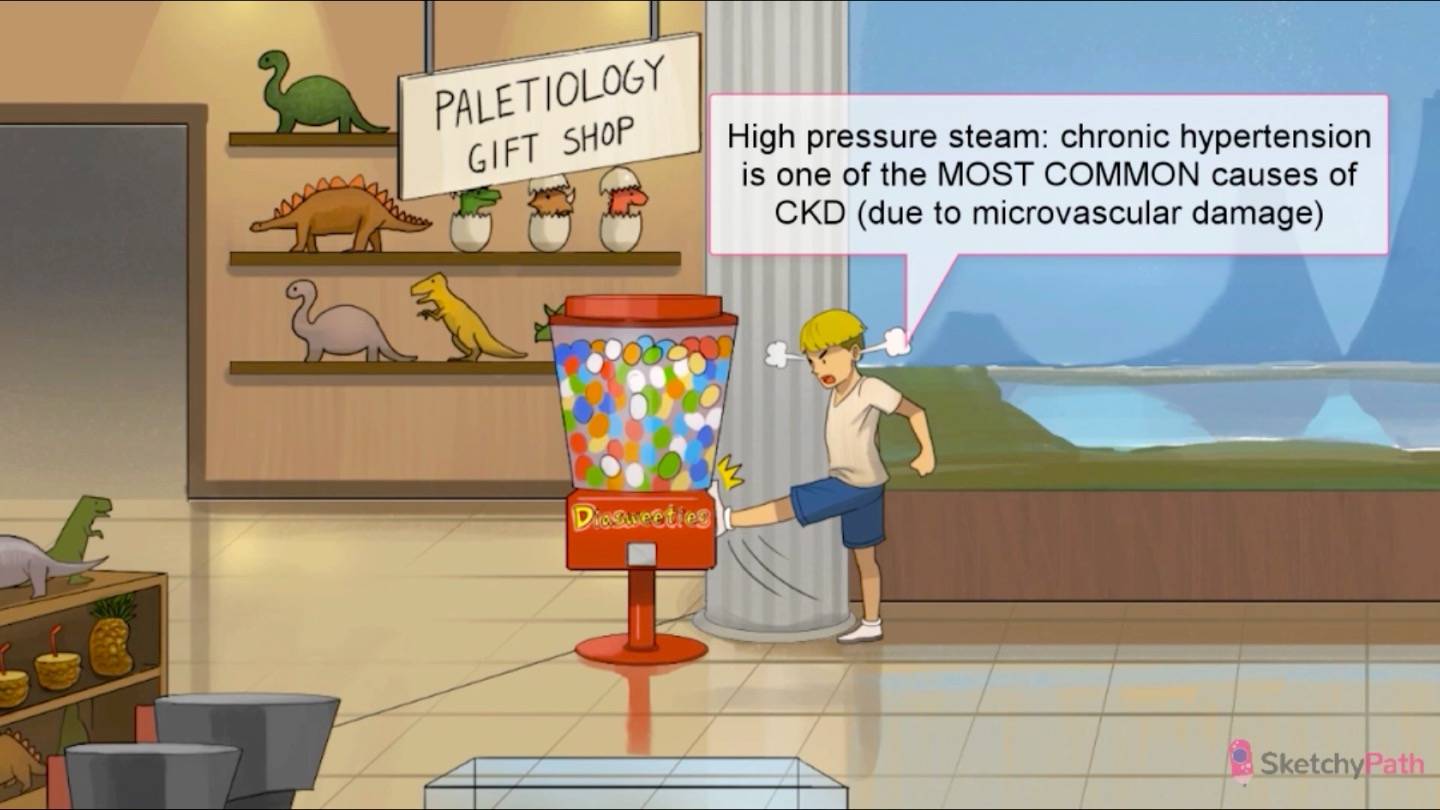 PALETIOLOGY
GIFT SHOP
High pressure steam: chronic hypertension
is one of the MOST COMMON causes of
CKD (due to microvascular damage)
Diasweeties
SketchyPath